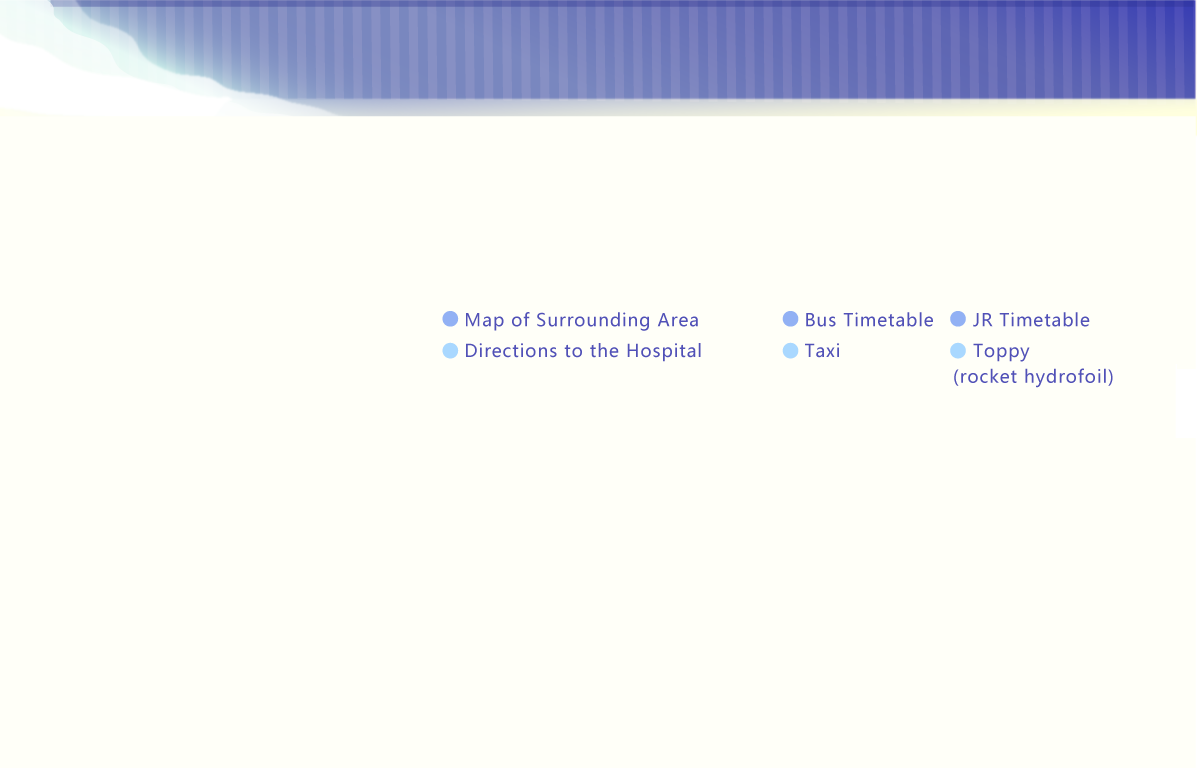 Map of Surrounding Area
Directions to the Hospital
Bus Timetable
Taxi
JR Timetable
Toppy
(rocket hydrofoil)